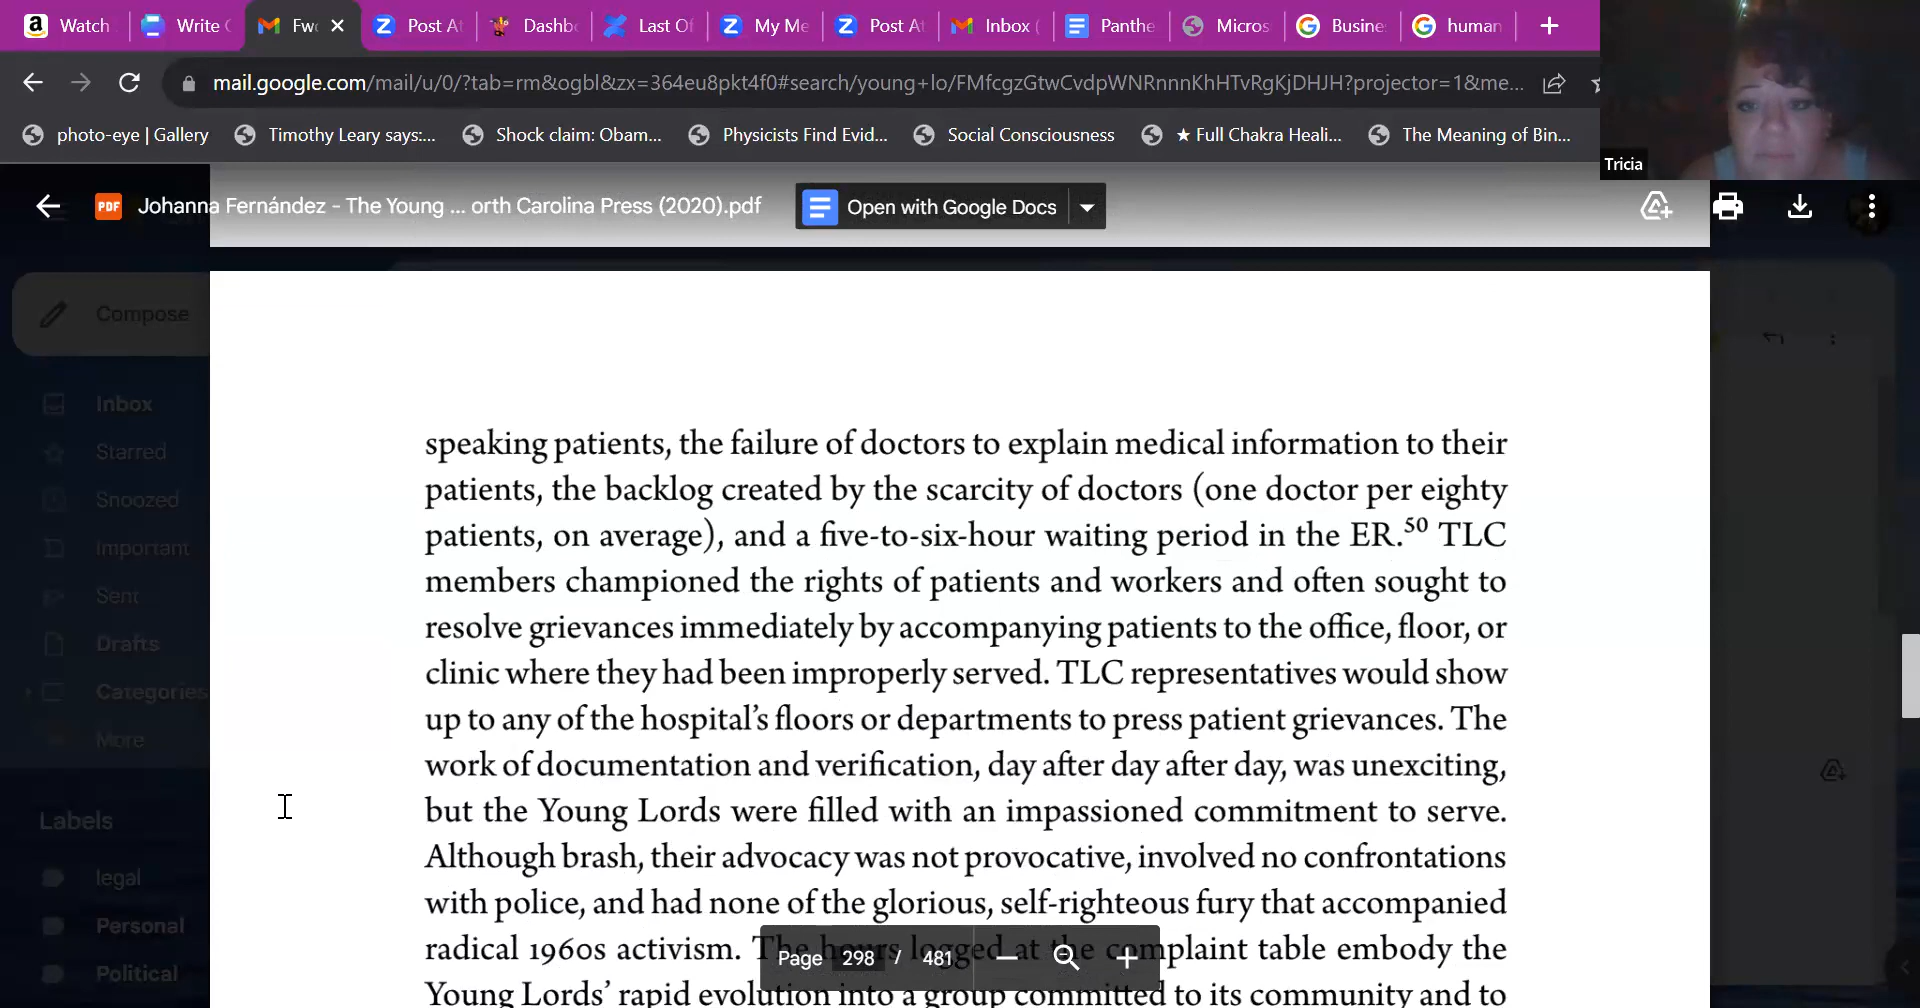 Watch
Write
Fwd
Post At
Dashb
Last Of
My Me
Post At
Inbox (
Panthe
Micros
Busine
human
mail.google.com/mail/u/0/?tab=rm&ogbl&zx=364eu8pkt4f0#search/young+lo/FMfcgzGtwCvdpWNRnnnKhHTvRgKjDHJH?projector=1&me...
photo-eye | Gallery
Timothy Leary says:...
Shock claim: Obam...
Physicists Find Evid...
Social Consciousness
★ Full Chakra Heali...
The Meaning of Bin...
Tricia
PDF
Johanna Fernández - The Young ... orth Carolina Press (2020).pdf
Open with Google Docs
Compose
Inbox
Starred
Snoozed
Important
Sent
Drafts
Categories
More
Labels
legal
Personal
Political
speaking patients, the failure of doctors to explain medical information to their
patients, the backlog created by the scarcity of doctors (one doctor per eighty
patients, on average), and a five-to-six-hour waiting period in the ER.50 TLC
members championed the rights of patients and workers and often sought to
resolve grievances immediately by accompanying patients to the office, floor, or
clinic where they had been improperly served. TLC representatives would show
up to any of the hospital's floors or departments to press patient grievances. The
work of documentation and verification, day after day after day, was unexciting,
but the Young Lords were filled with an impassioned commitment to serve.
Although brash, their advocacy was not provocative, involved no confrontations
with police, and had none of the glorious, self-righteous fury that accompanied
radical 1960s activism. The hours logged at the complaint table embody the
Young Lords' rapid evolution into a group committed to its community and to
Page 298 / 481